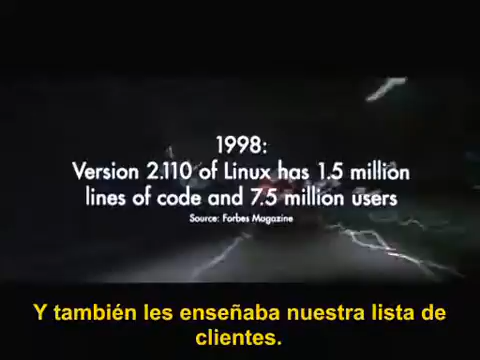 1998:
Version 2.110 of Linux has 1.5 million
lines of code and 7.5 million users
Source: Forbes Magazine
Y también les enseñaba nuestra lista de
clientes.